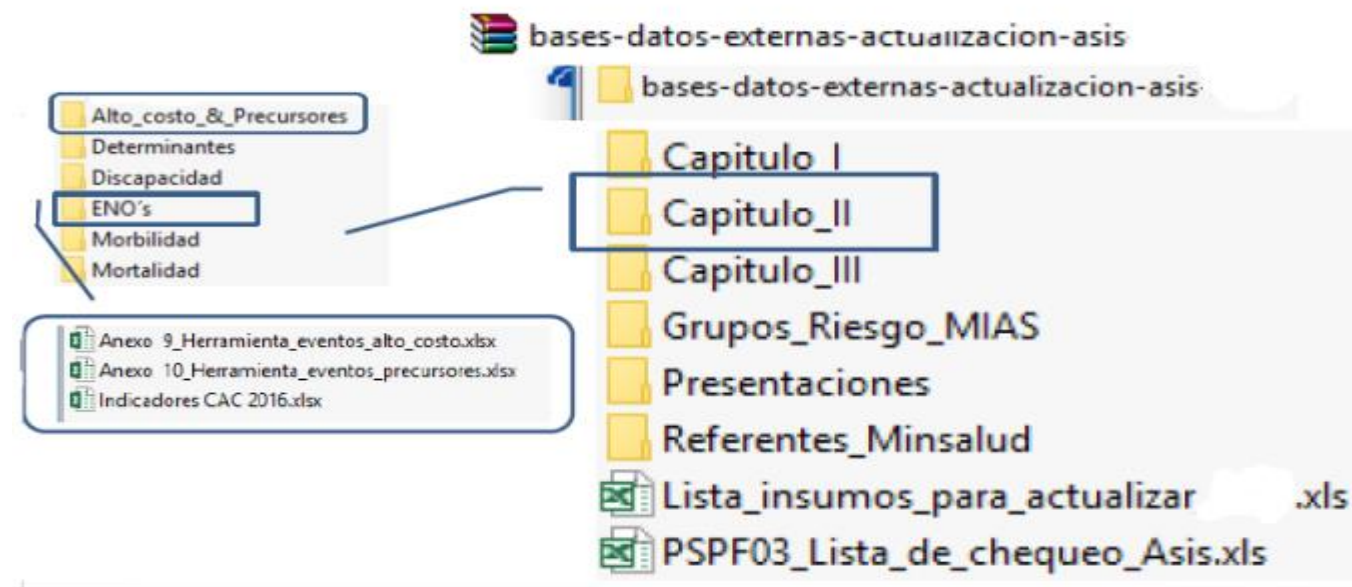 bases-datos-externas-actualizacion-asis
bases-datos-externas-actualizacion-asis
Alto_costo_&_Precursores
Determinantes
Discapacidad
ENO´s
Morbilidad
Mortalidad
Anexo 9_Herramienta_eventos_alto_costo.xlsx
Anexo 10_Herramienta_eventos_precursores.xlsx
Indicadores CAC 2016.xlsx
Capitulo_I
Capitulo_II
Capitulo_III
Grupos_Riesgo_MIAS
Presentaciones
Referentes_Minsalud
Lista_insumos_para_actualizar .xls
PSPF03_Lista_de_chequeo_Asis.xls